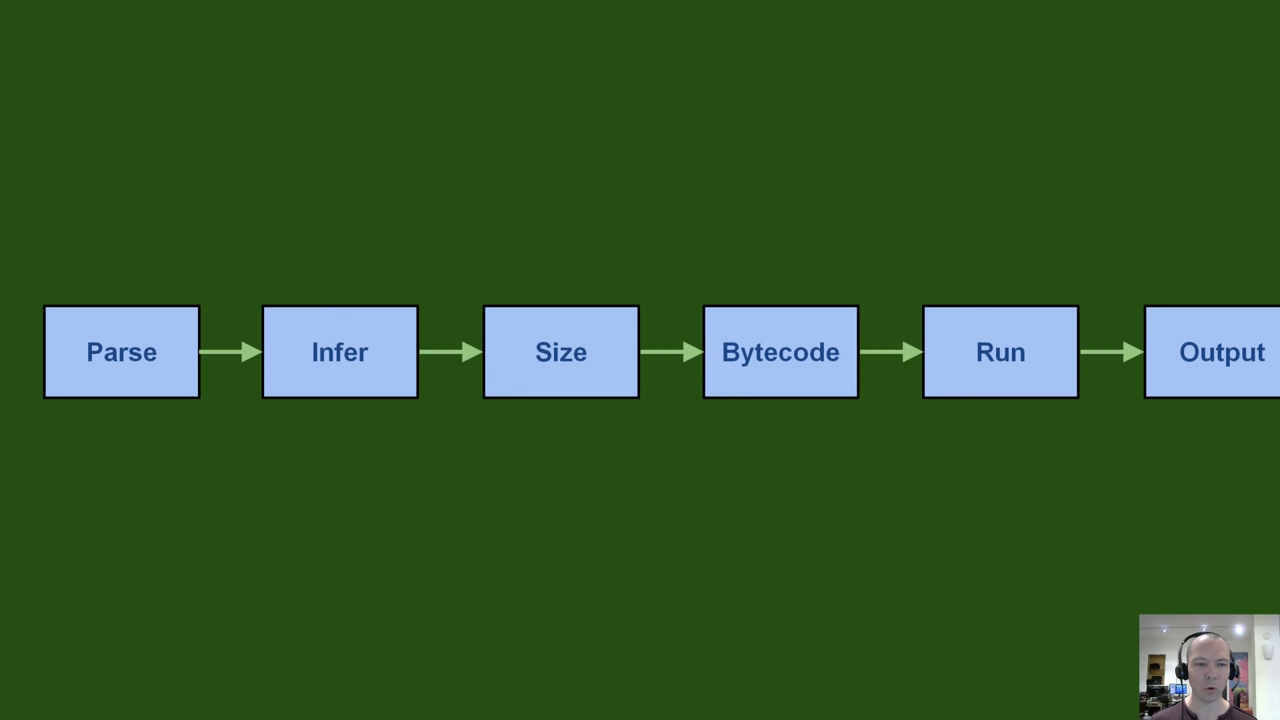 Parse
Infer
Size
Bytecode
Run
Output